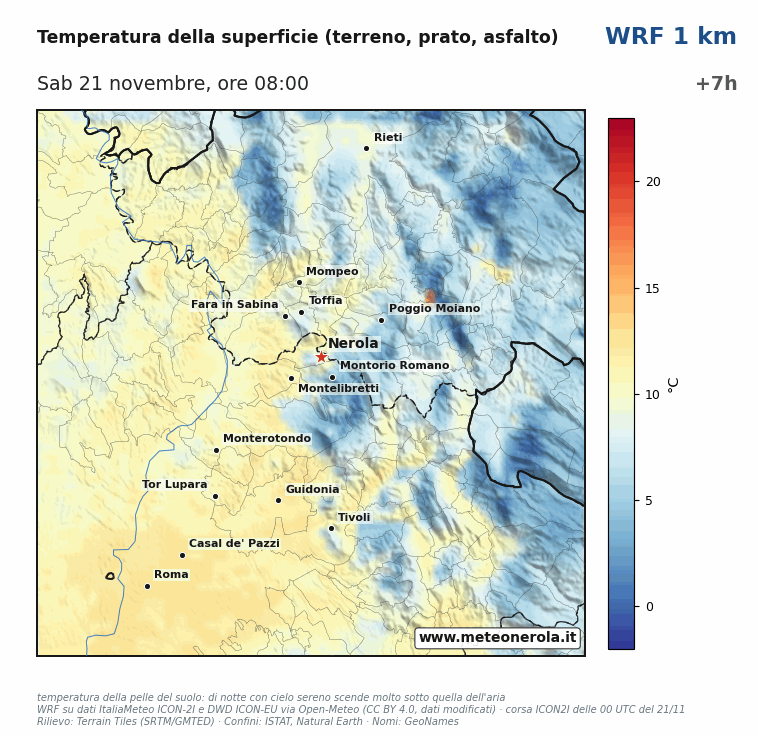 Temperatura della superficie (terreno, prato, asfalto)
WRF 1 km
Sab 21 novembre, ore 08:00
+7h
Rieti
Mompeo
Fara in Sabina
Toffia
Poggio Moiano
Nerola
Montorio Romano
Montelibretti
Monterotondo
Tor Lupara
Guidonia
Tivoli
Casal de' Pazzi
Roma
www.meteonerola.it
20
15
10
5
0
°C
temperatura della pelle del suolo: di notte con cielo sereno scende molto sotto quella dell'aria
WRF su dati ItaliaMeteo ICON-2I e DWD ICON-EU via Open-Meteo (CC BY 4.0, dati modificati) · corsa ICON2I delle 00 UTC del 21/11
Rilievo: Terrain Tiles (SRTM/GMTED) · Confini: ISTAT, Natural Earth · Nomi: GeoNames